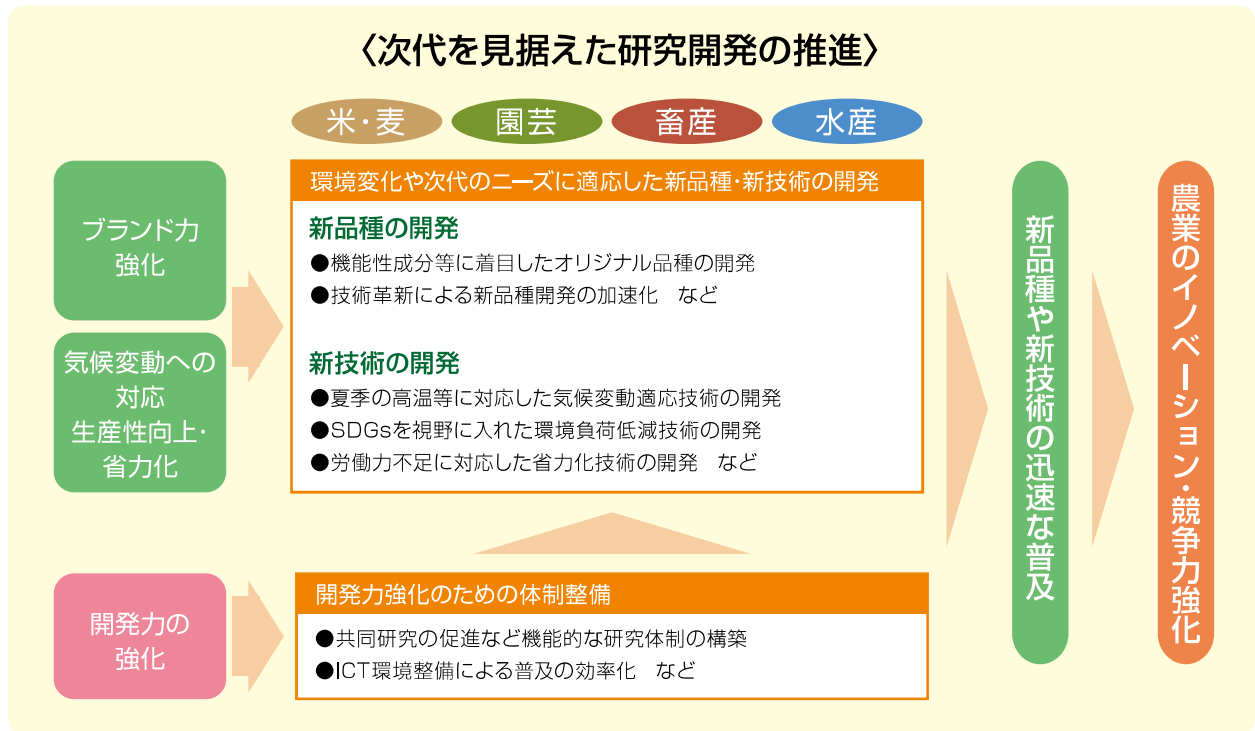 〈次代を見据えた研究開発の推進〉
米・麦
園芸
畜産
水産
ブランド力
強化
気候変動への
対応
生産性向上・
省力化
環境変化や次代のニーズに適応した新品種・新技術の開発
新品種の開発
●機能性成分等に着目したオリジナル品種の開発
●技術革新による新品種開発の加速化　など
新技術の開発
●夏季の高温等に対応した気候変動適応技術の開発
●SDGsを視野に入れた環境負荷低減技術の開発
●労働力不足に対応した省力化技術の開発　など
開発力の
強化
開発力強化のための体制整備
●共同研究の促進など機能的な研究体制の構築
●ICT環境整備による普及の効率化　など
新品種や新技術の迅速な普及
農業のイノベーション・競争力強化